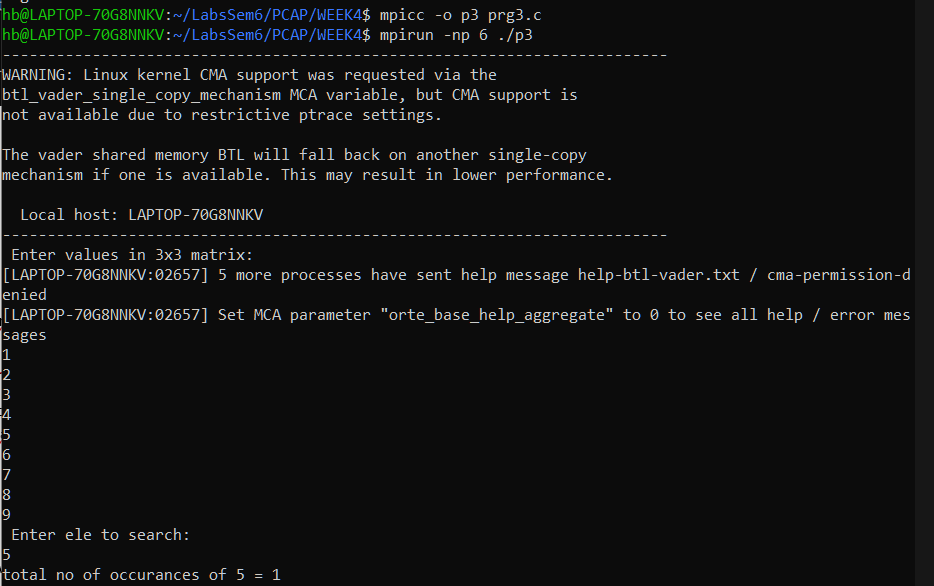 hb@LAPTOP-70G8NNKV:~/LabsSem6/PCAP/WEEK4$ mpicc -o p3 prg3.c
hb@LAPTOP-70G8NNKV:~/LabsSem6/PCAP/WEEK4$ mpirun -np 6 ./p3
--------------------------------------------------------------------------
WARNING: Linux kernel CMA support was requested via the
btl_vader_single_copy_mechanism MCA variable, but CMA support is
not available due to restrictive ptrace settings.

The vader shared memory BTL will fall back on another single-copy
mechanism if one is available. This may result in lower performance.

  Local host: LAPTOP-70G8NNKV
--------------------------------------------------------------------------
 Enter values in 3x3 matrix:
[LAPTOP-70G8NNKV:02657] 5 more processes have sent help message help-btl-vader.txt / cma-permission-d
enied
[LAPTOP-70G8NNKV:02657] Set MCA parameter "orte_base_help_aggregate" to 0 to see all help / error mes
sages
1
2
3
4
5
6
7
8
9
 Enter ele to search:
5
total no of occurances of 5 = 1